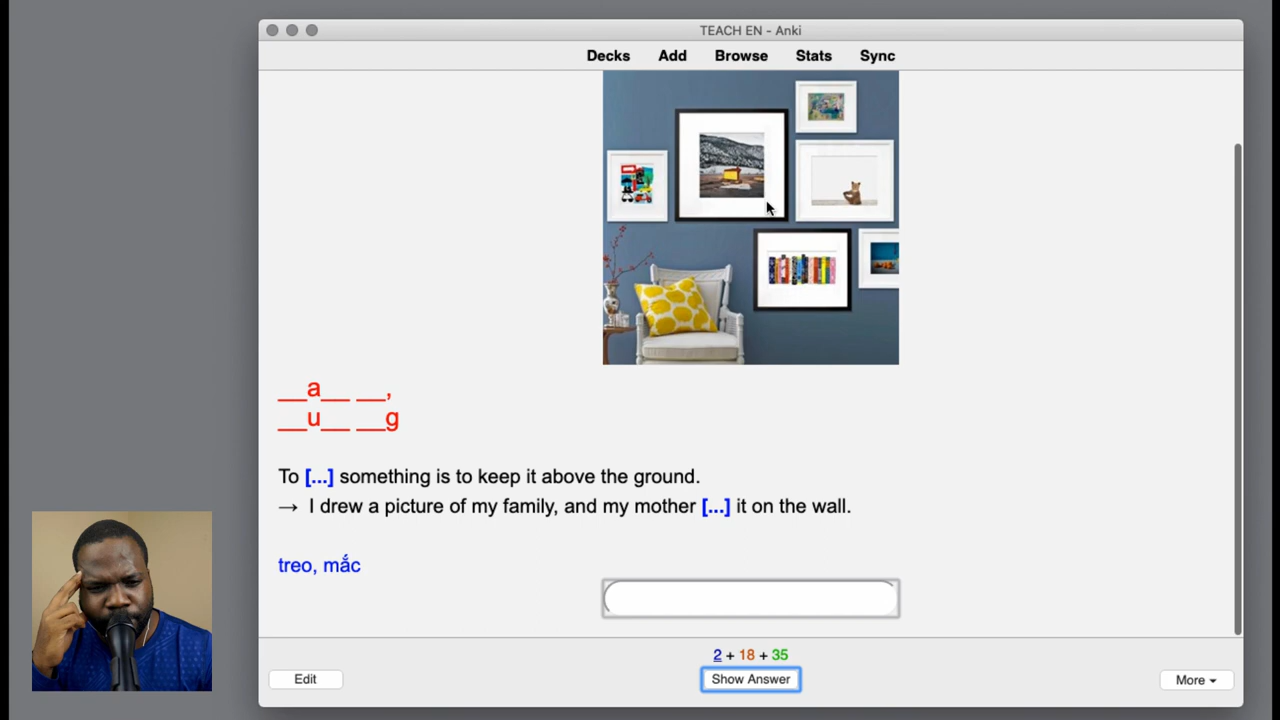 TEACH EN - Anki
Decks Add Browse Stats Sync
__a__ __,
__u__ __g
To [...] something is to keep it above the ground.
→ I drew a picture of my family, and my mother [...] it on the wall.
treo, mắc
2 + 18 + 35
Edit Show Answer More